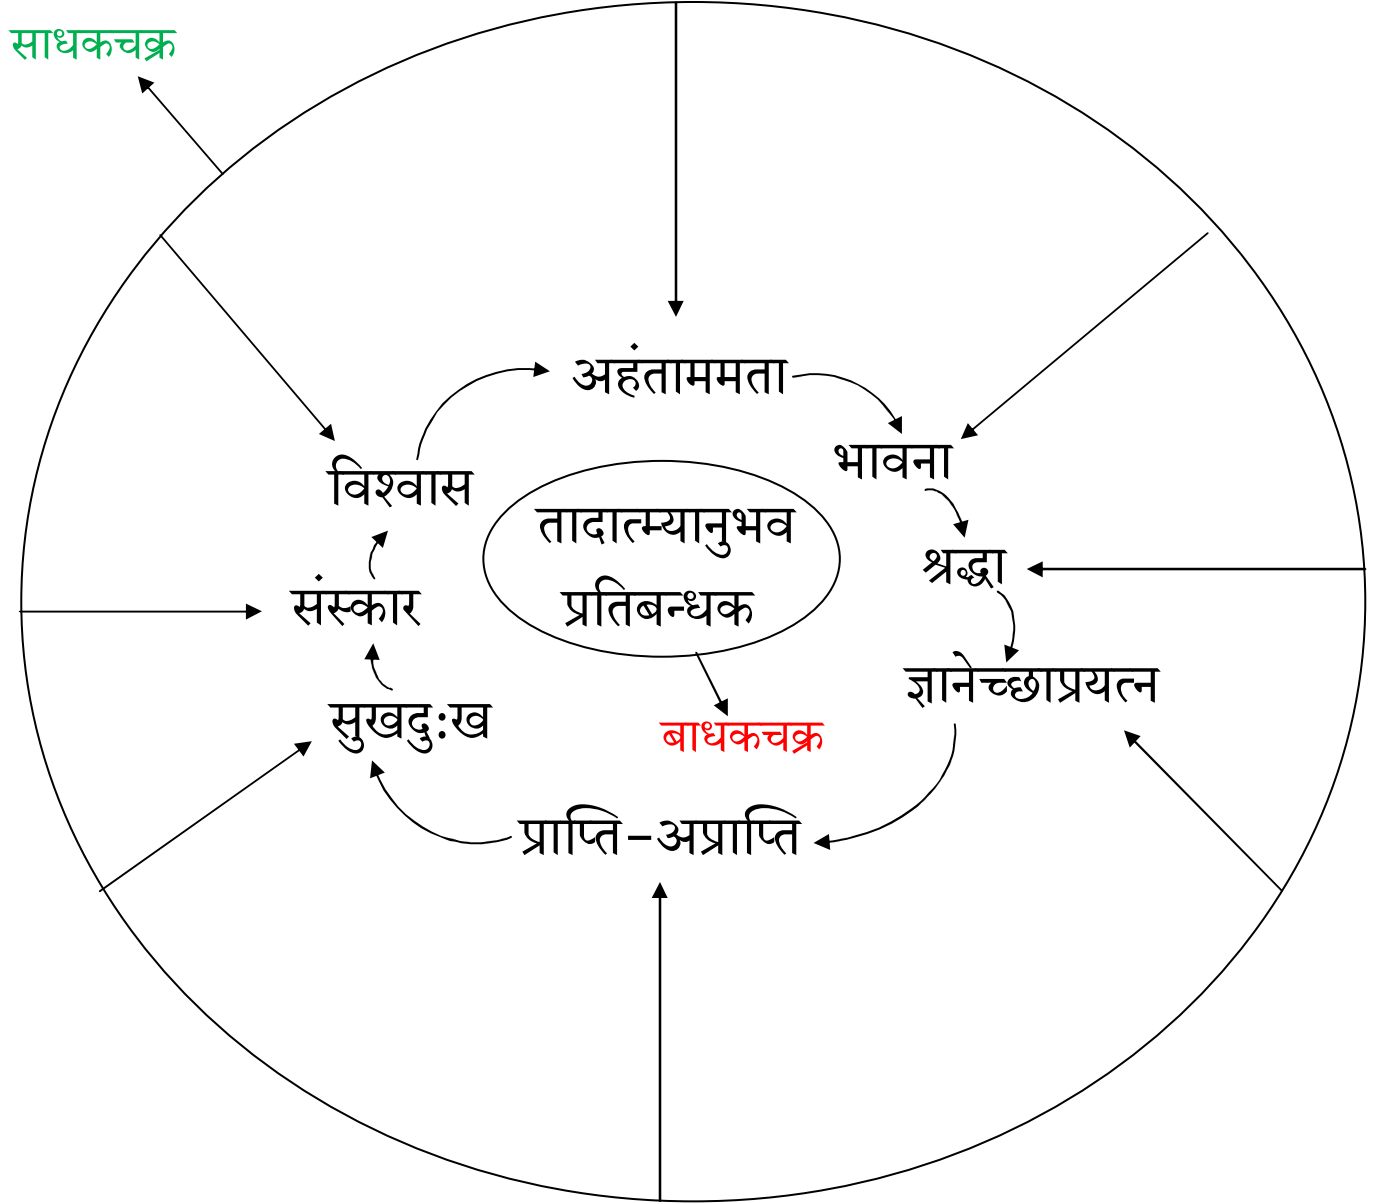 साधकचक्र
अहंताममता
भावना
विश्वास
तादात्म्यानुभव
श्रद्धा
प्रतिबन्धक
संस्कार
ज्ञानेच्छाप्रयत्न
सुखदुःख
बाधकचक्र
प्राप्ति-अप्राप्ति